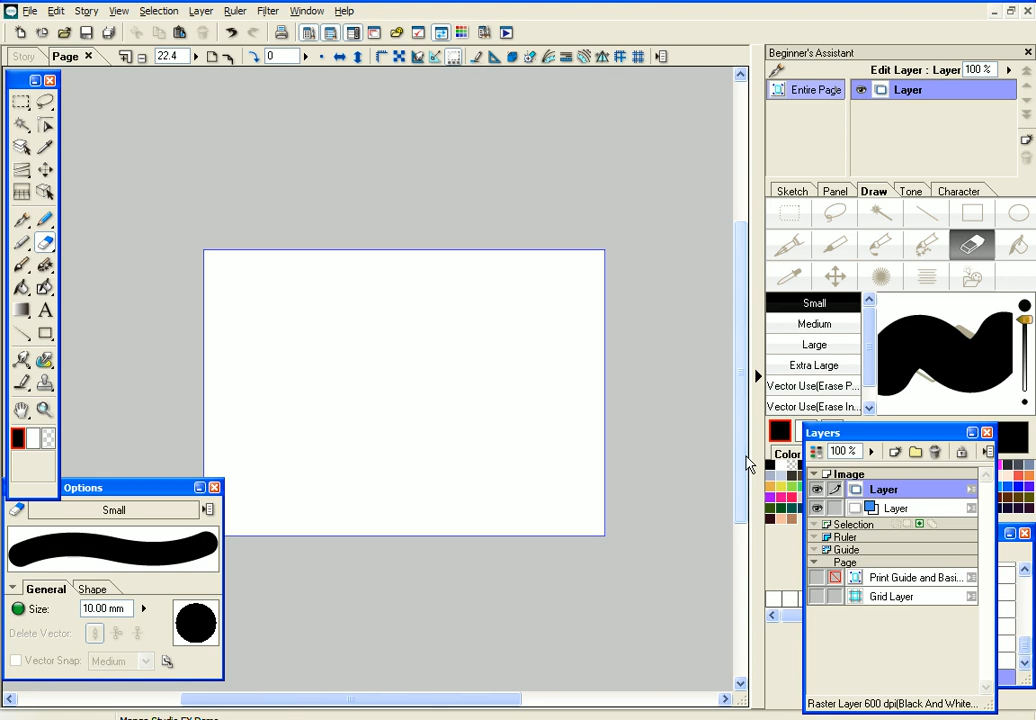 File Edit Story View Selection Layer Ruler Filter Window Help
Story Page 22.4 0
Beginner's Assistant
Edit Layer : Layer 100 %
Entire Page Layer
Sketch Panel Draw Tone Character
Small
Medium
Large
Extra Large
Vector Use(Erase P...
Vector Use(Erase In...
Color
Layers
100 %
Image
Layer
Layer
Selection
Ruler
Guide
Page
Print Guide and Basi...
Grid Layer
Raster Layer 600 dpi(Black And White...
Options
Small
General Shape
Size: 10.00 mm
Delete Vector:
Vector Snap: Medium